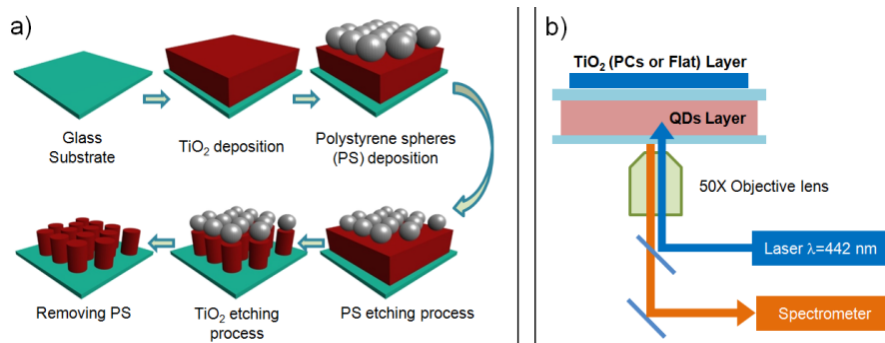 a)
Glass
Substrate
TiO₂ deposition
Polystyrene spheres
(PS) deposition
Removing PS
TiO₂ etching
process
PS etching process
b)
TiO₂ (PCs or Flat) Layer
QDs Layer
50X Objective lens
Laser λ=442 nm
Spectrometer